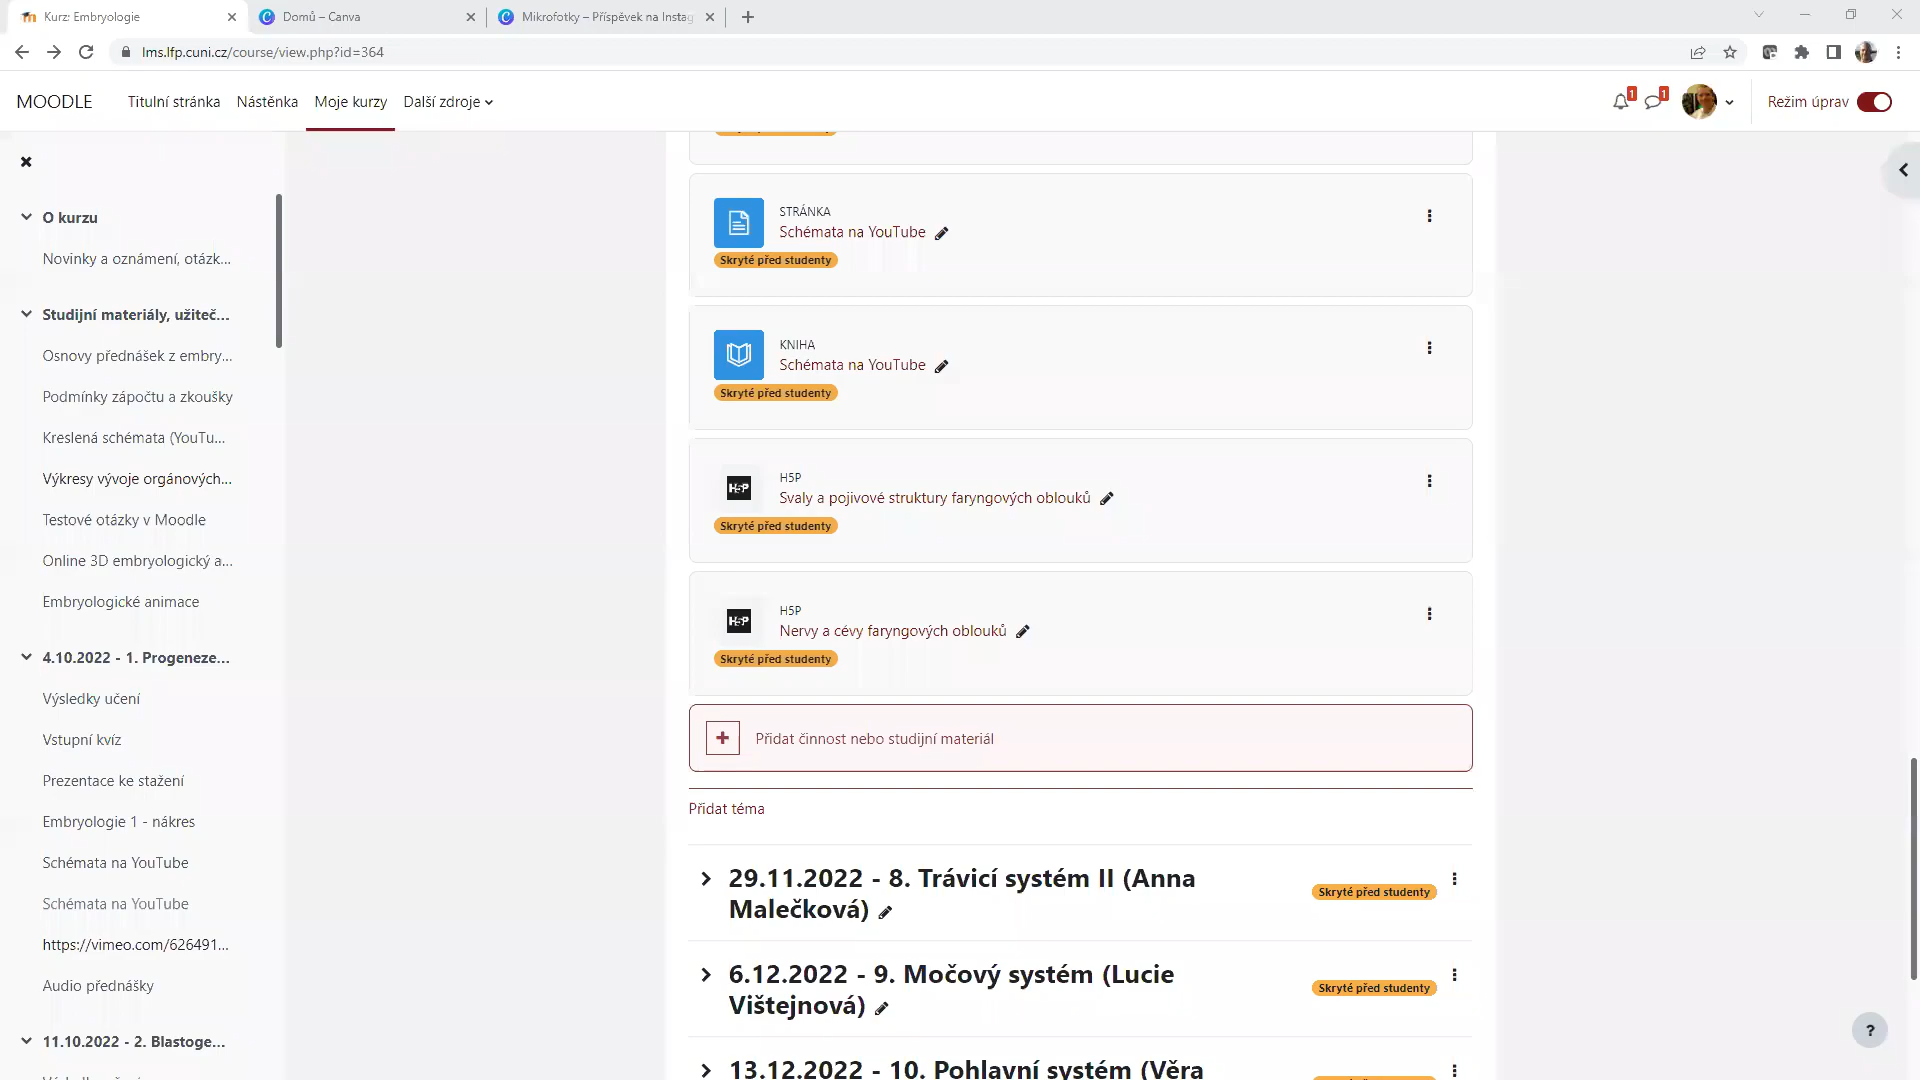 Kurz: Embryologie
Domů – Canva
Mikrofotky – Příspěvek na Instag
lms.lfp.cuni.cz/course/view.php?id=364
MOODLE
Titulní stránka
Nástěnka
Moje kurzy
Další zdroje
1
1
Režim úprav
O kurzu
Novinky a oznámení, otázk...
Studijní materiály, užiteč...
Osnovy přednášek z embry...
Podmínky zápočtu a zkoušky
Kreslená schémata (YouTu...
Výkresy vývoje orgánových...
Testové otázky v Moodle
Online 3D embryologický a...
Embryologické animace
4.10.2022 - 1. Progeneze...
Výsledky učení
Vstupní kvíz
Prezentace ke stažení
Embryologie 1 - nákres
Schémata na YouTube
Schémata na YouTube
https://vimeo.com/626491...
Audio přednášky
11.10.2022 - 2. Blastoge...
STRÁNKA
Schémata na YouTube
Skryté před studenty
KNIHA
Schémata na YouTube
Skryté před studenty
H5P
H5P
Svaly a pojivové struktury faryngových oblouků
Skryté před studenty
H5P
H5P
Nervy a cévy faryngových oblouků
Skryté před studenty
Přidat činnost nebo studijní materiál
Přidat téma
29.11.2022 - 8. Trávicí systém II (Anna
Malečková)
Skryté před studenty
6.12.2022 - 9. Močový systém (Lucie
Vištejnová)
Skryté před studenty
13.12.2022 - 10. Pohlavní systém (Věra
?